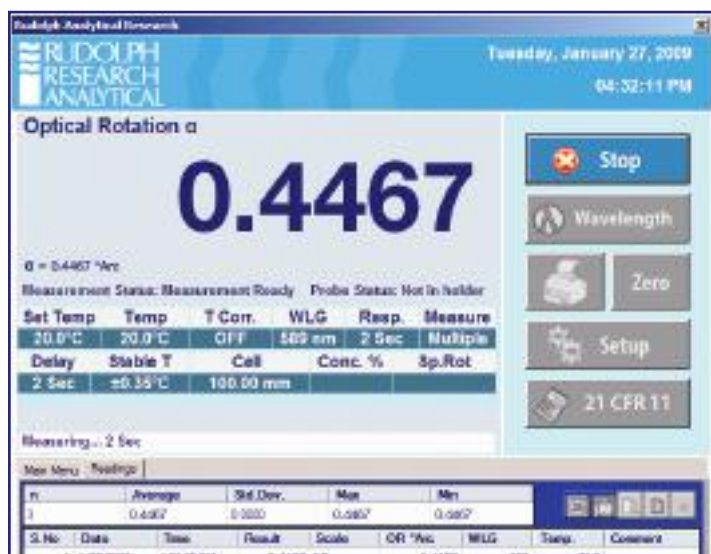 Rudolph Analytical Research
RUDOLPH
RESEARCH
ANALYTICAL
Tuesday, January 27, 2009
04:32:11 PM
Optical Rotation α
0.4467
α = 0.4467 °Arc
Measurement Status: Measurement Ready Probe Status: Not in holder
Set Temp Temp T Corr. WLG Resp. Measure
20.0°C 20.0°C OFF 589 nm 2 Sec Multiple
Delay Stable T Cell Conc. % Sp.Rot
2 Sec ±0.35°C 100.00 mm
Measuring... 2 Sec
Stop
Wavelength
Zero
Setup
21 CFR 11
Main Menu Readings
n Average Std.Dev. Max Min
0.4467 0.0000 0.4467 0.4467
S.No Date Time Result Scale OR °Arc WLG Temp. Comment